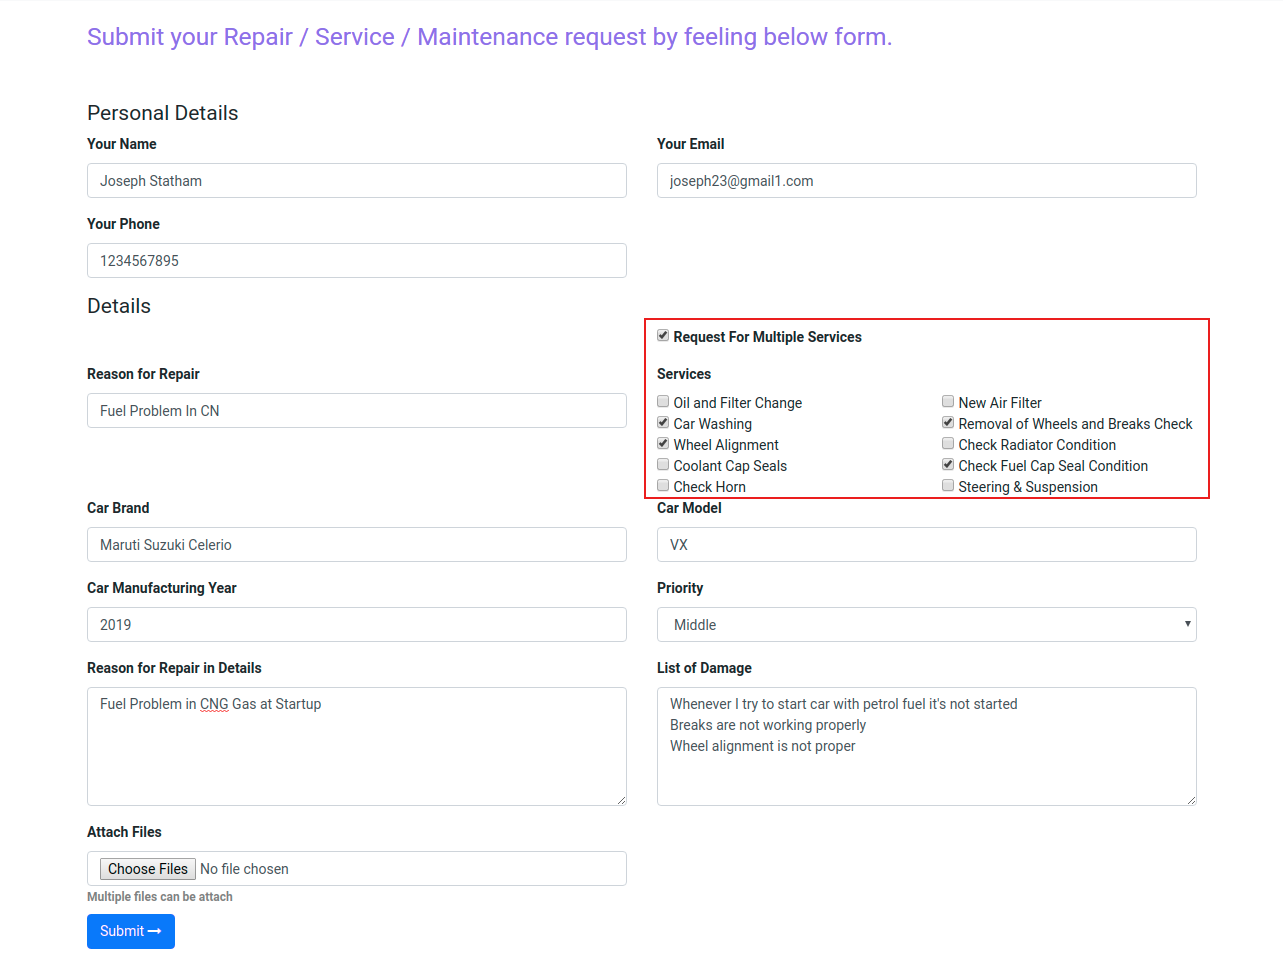 Submit your Repair / Service / Maintenance request by feeling below form.
Personal Details
Your Name
Your Email
Joseph Statham
joseph23@gmail1.com
Your Phone
1234567895
Details
Request For Multiple Services
Reason for Repair
Services
Fuel Problem In CN
Oil and Filter Change
New Air Filter
Car Washing
Removal of Wheels and Breaks Check
Wheel Alignment
Check Radiator Condition
Coolant Cap Seals
Check Fuel Cap Seal Condition
Check Horn
Steering & Suspension
Car Brand
Car Model
Maruti Suzuki Celerio
VX
Car Manufacturing Year
Priority
2019
Middle
Reason for Repair in Details
List of Damage
Fuel Problem in CNG Gas at Startup
Whenever I try to start car with petrol fuel it's not started
Breaks are not working properly
Wheel alignment is not proper
Attach Files
Choose Files No file chosen
Multiple files can be attach
Submit